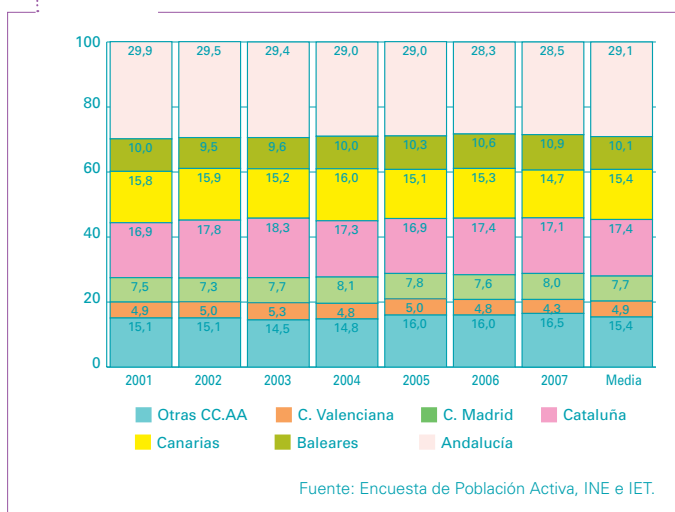 100
29,9 29,5 29,4 29,0 29,0 28,3 28,5 29,1
80
10,0 9,5 9,6 10,0 10,3 10,6 10,9 10,1
60
15,8 15,9 15,2 16,0 15,1 15,3 14,7 15,4
40
16,9 17,8 18,3 17,3 16,9 17,4 17,1 17,4
7,5 7,3 7,7 8,1 7,8 7,6 8,0 7,7
20
4,9 5,0 5,3 4,8 5,0 4,8 4,3 4,9
15,1 15,1 14,5 14,8 16,0 16,0 16,5 15,4
0
2001 2002 2003 2004 2005 2006 2007 Media
Otras CC.AA C. Valenciana C. Madrid Cataluña
Canarias Baleares Andalucía
Fuente: Encuesta de Población Activa, INE e IET.